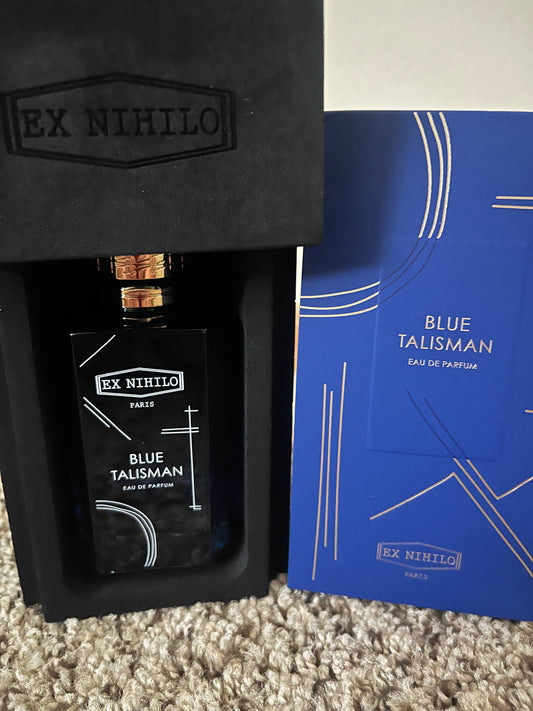 EX NIHILO
EX NIHILO
PARIS
BLUE
TALISMAN
EAU DE PARFUM
BLUE
TALISMAN
EAU DE PARFUM
EX NIHILO
PARIS